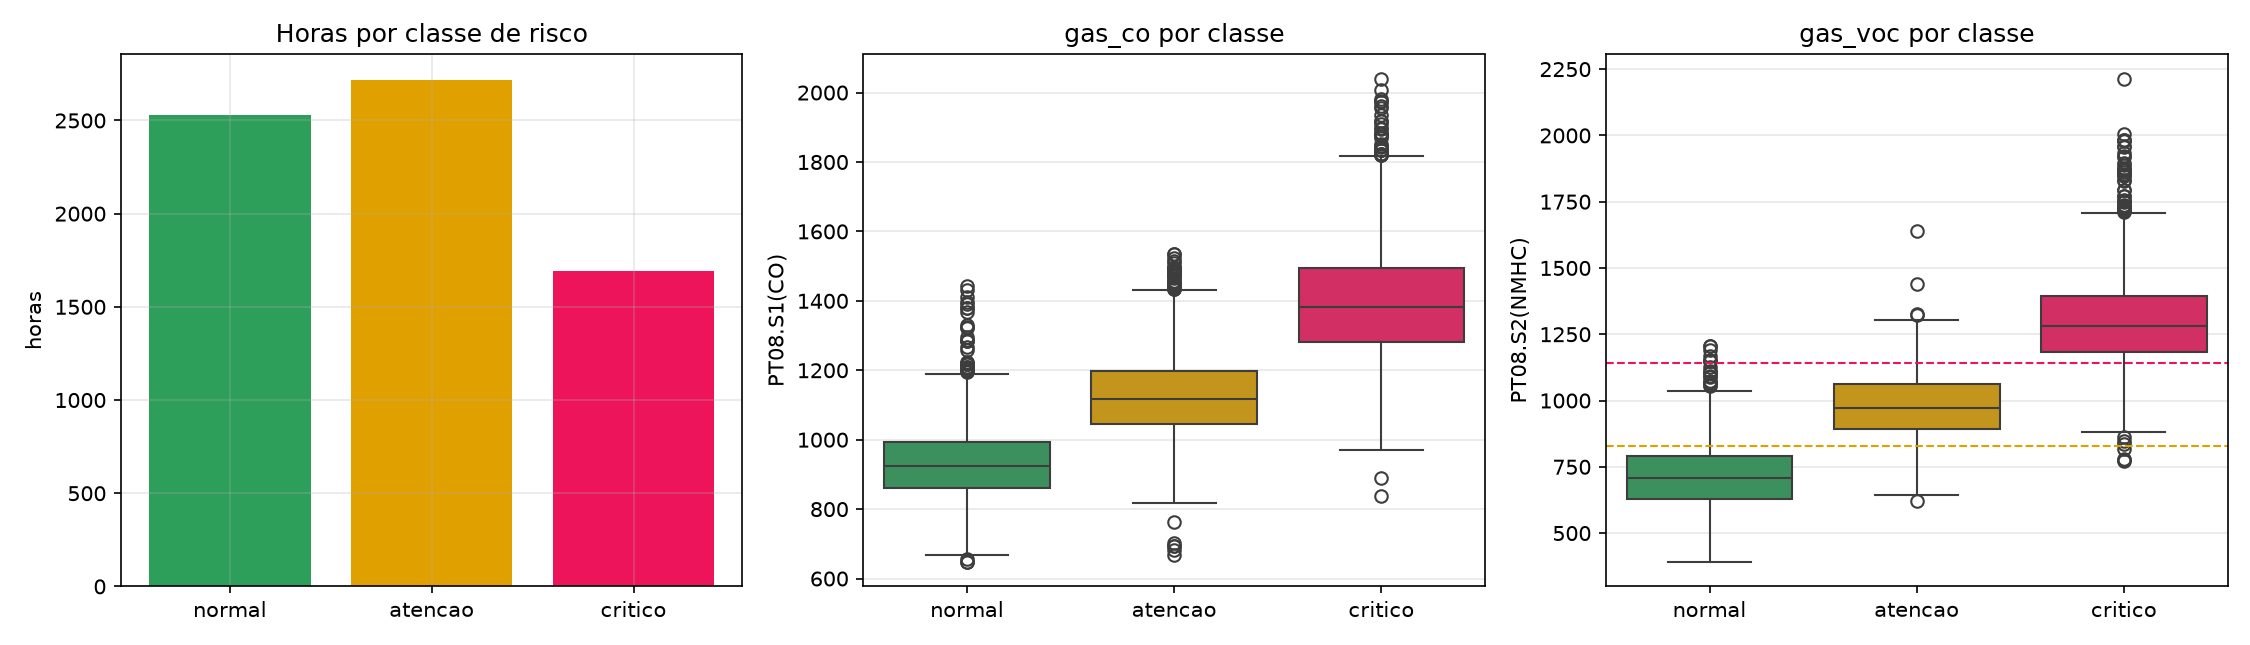 Horas por classe de risco
horas
2500
2000
1500
1000
500
0
normal atencao critico
gas_co por classe
PT08.S1(CO)
2000
1800
1600
1400
1200
1000
800
600
normal atencao critico
gas_voc por classe
PT08.S2(NMHC)
2250
2000
1750
1500
1250
1000
750
500
normal atencao critico